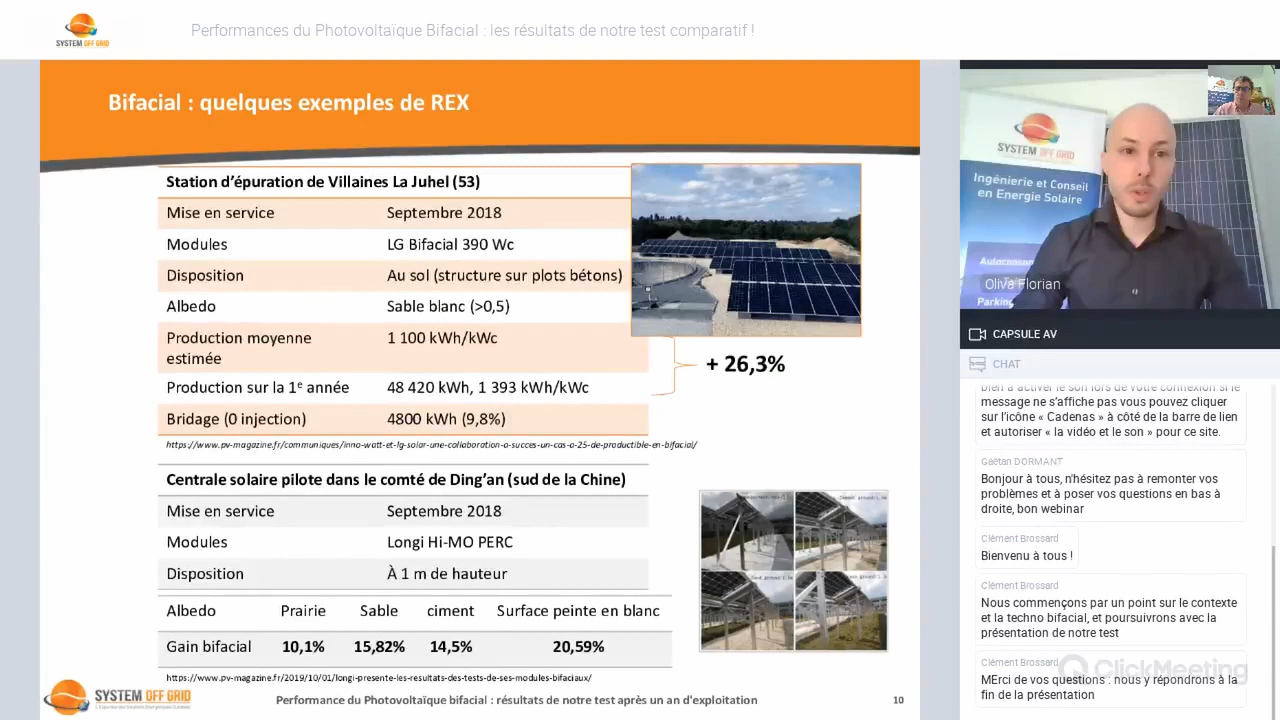 SYSTEM OFF GRID
Performances du Photovoltaïque Bifacial : les résultats de notre test comparatif !
Bifacial : quelques exemples de REX
Station d'épuration de Villaines La Juhel (53)
Mise en service Septembre 2018
Modules LG Bifacial 390 Wc
Disposition Au sol (structure sur plots bétons)
Albedo Sable blanc (>0,5)
Production moyenne estimée 1 100 kWh/kWc
Production sur la 1e année 48 420 kWh, 1 393 kWh/kWc
+ 26,3%
Bridage (0 injection) 4800 kWh (9,8%)
https://www.pv-magazine.fr/communiques/inno-watt-et-lg-solar-une-collaboration-a-succes-un-cas-a-25-de-productible-en-bifacial/
Centrale solaire pilote dans le comté de Ding'an (sud de la Chine)
Mise en service Septembre 2018
Modules Longi Hi-MO PERC
Disposition À 1 m de hauteur
Albedo Prairie Sable ciment Surface peinte en blanc
Gain bifacial 10,1% 15,82% 14,5% 20,59%
https://www.pv-magazine.fr/2019/10/01/longi-presente-les-resultats-des-tests-de-ses-modules-bifaciaux/
SYSTEM OFF GRID
Performance du Photovoltaïque bifacial : résultats de notre test après un an d'exploitation
10
SYSTEM OFF GRID
Ingénierie et Conseil
en Energie Solaire
Oliva Florian
Parking
CAPSULE AV
CHAT
bien à activer le son lors de votre connexion si le
message ne s'affiche pas vous pouvez cliquer
sur l'icône « Cadenas » à côté de la barre de lien
et autoriser « la vidéo et le son » pour ce site.
Gaëtan DORMANT
Bonjour à tous, n'hésitez pas à remonter vos
problèmes et à poser vos questions en bas à
droite, bon webinar
Clément Brossard
Bienvenu à tous !
Clément Brossard
Nous commençons par un point sur le contexte
et la techno bifacial, et poursuivrons avec la
présentation de notre test
Clément Brossard
MErci de vos questions : nous y répondrons à la
fin de la présentation
ClickMeeting